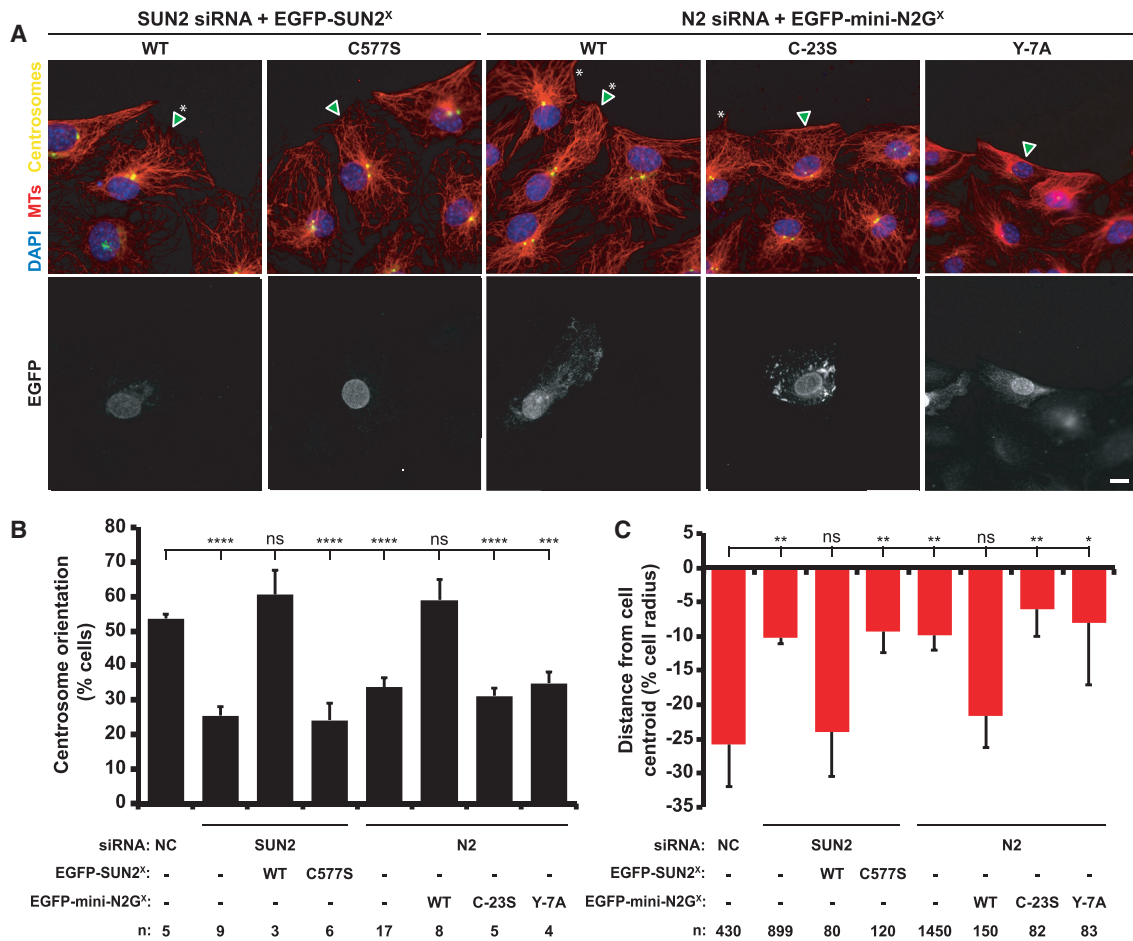 A
SUN2 siRNA + EGFP-SUN2ˣ
N2 siRNA + EGFP-mini-N2Gˣ
WT C577S WT C-23S Y-7A
DAPI MTs Centrosomes
* * * *
EGFP
B
Centrosome orientation
(% cells)
80
70
60
50
40
30
20
10
0
**** ns **** **** ns **** ***
siRNA: NC SUN2 N2
EGFP-SUN2ˣ: - - WT C577S - - - -
EGFP-mini-N2Gˣ: - - - - - WT C-23S Y-7A
n: 5 9 3 6 17 8 5 4
C
Distance from cell
centroid (% cell radius)
5
0
-5
-10
-15
-20
-25
-30
-35
** ns ** ** ns ** *
siRNA: NC SUN2 N2
EGFP-SUN2ˣ: - - WT C577S - - - -
EGFP-mini-N2Gˣ: - - - - - WT C-23S Y-7A
n: 430 899 80 120 1450 150 82 83